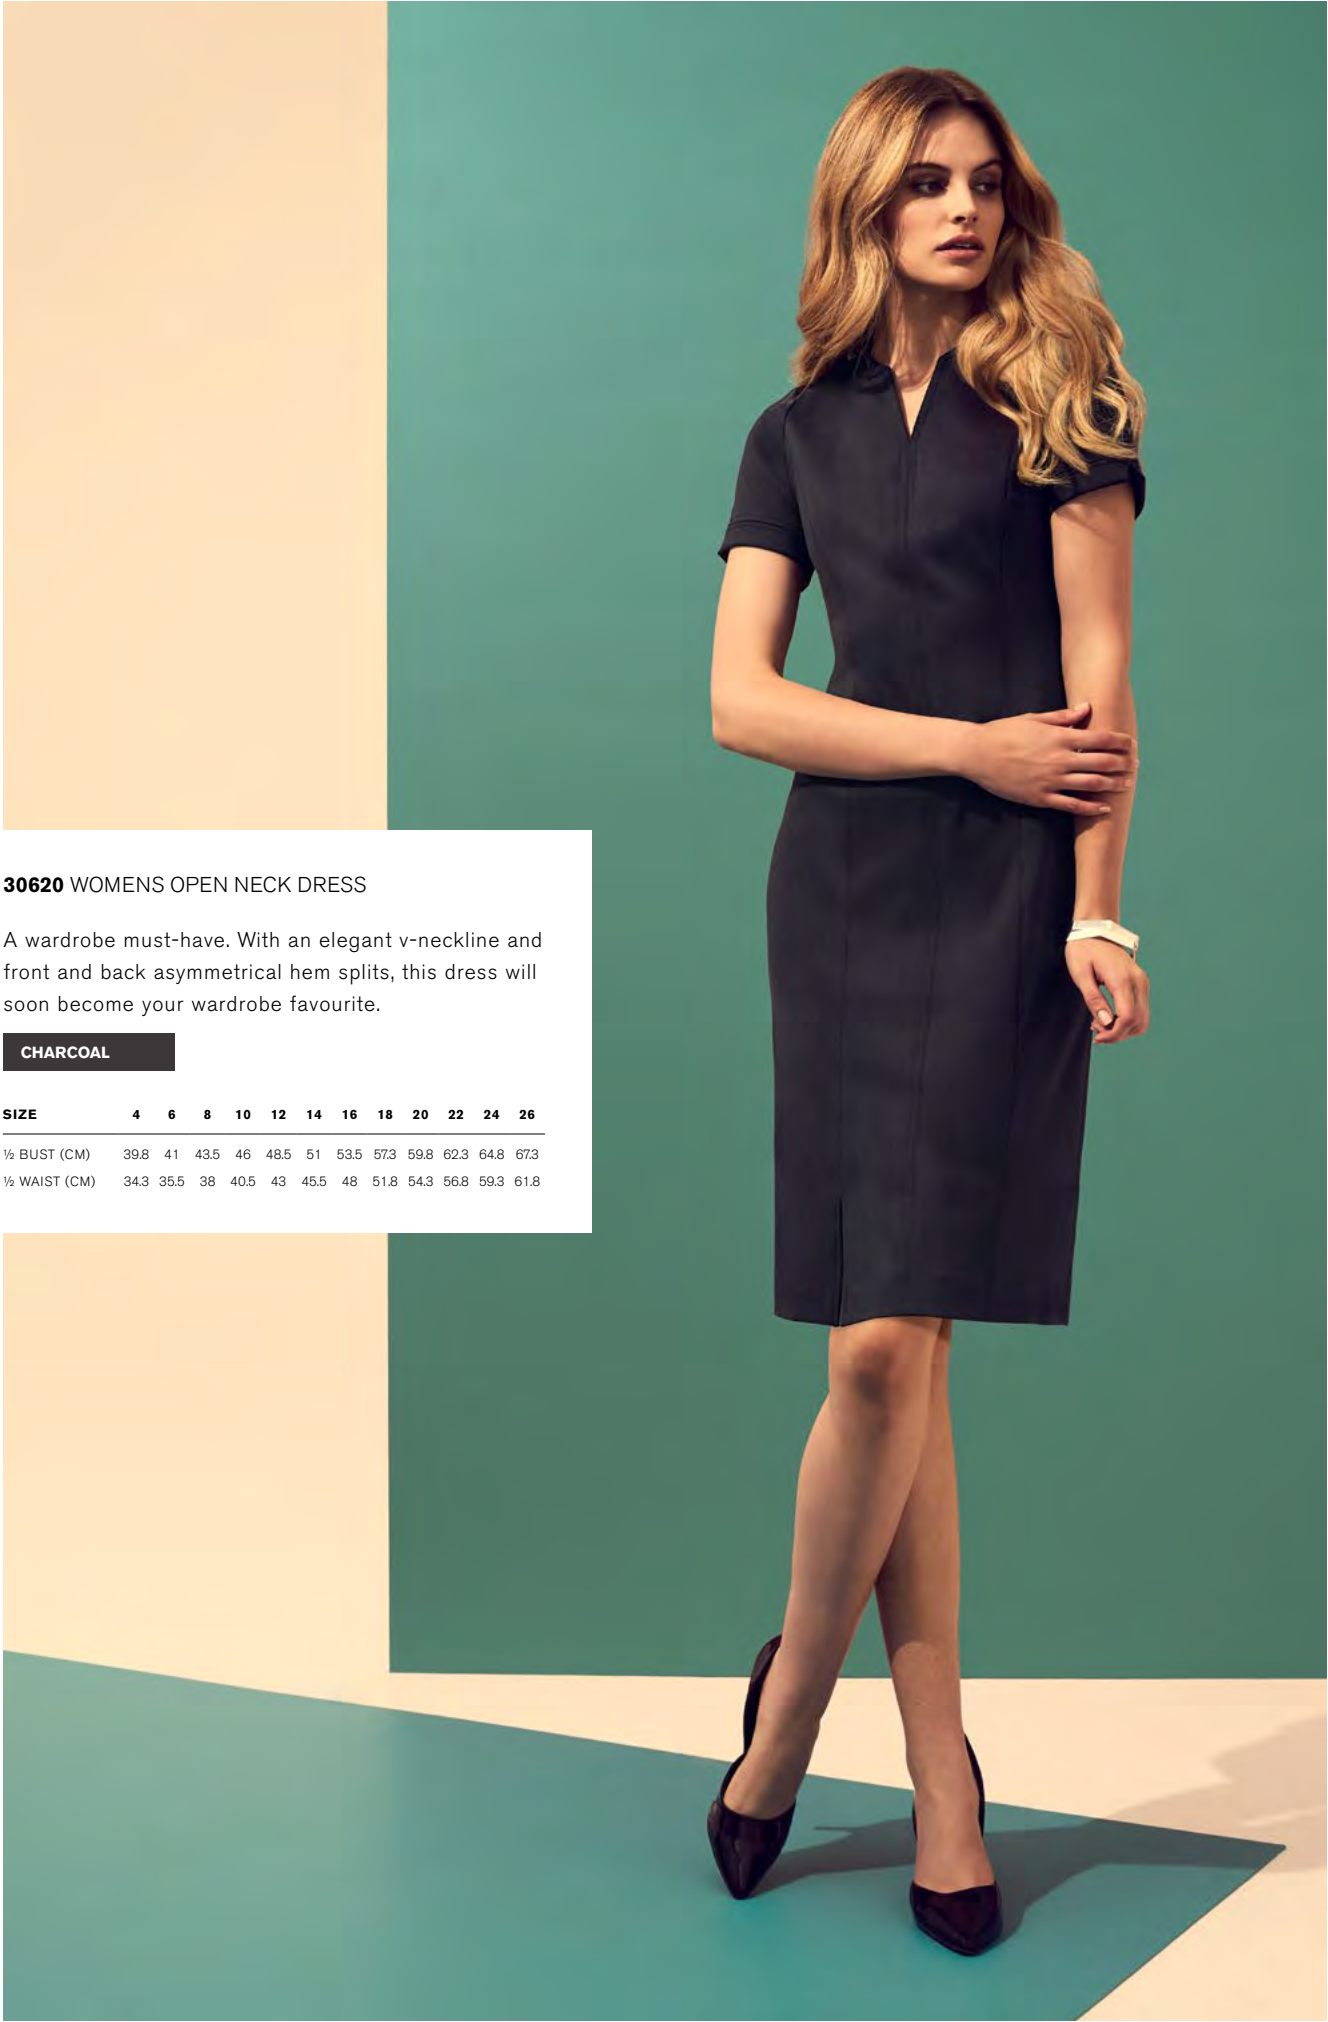 30620 WOMENS OPEN NECK DRESS
A wardrobe must-have. With an elegant v-neckline and
front and back asymmetrical hem splits, this dress will
soon become your wardrobe favourite.
CHARCOAL
SIZE 4 6 8 10 12 14 16 18 20 22 24 26
½ BUST (CM) 39.8 41 43.5 46 48.5 51 53.5 57.3 59.8 62.3 64.8 67.3
½ WAIST (CM) 34.3 35.5 38 40.5 43 45.5 48 51.8 54.3 56.8 59.3 61.8